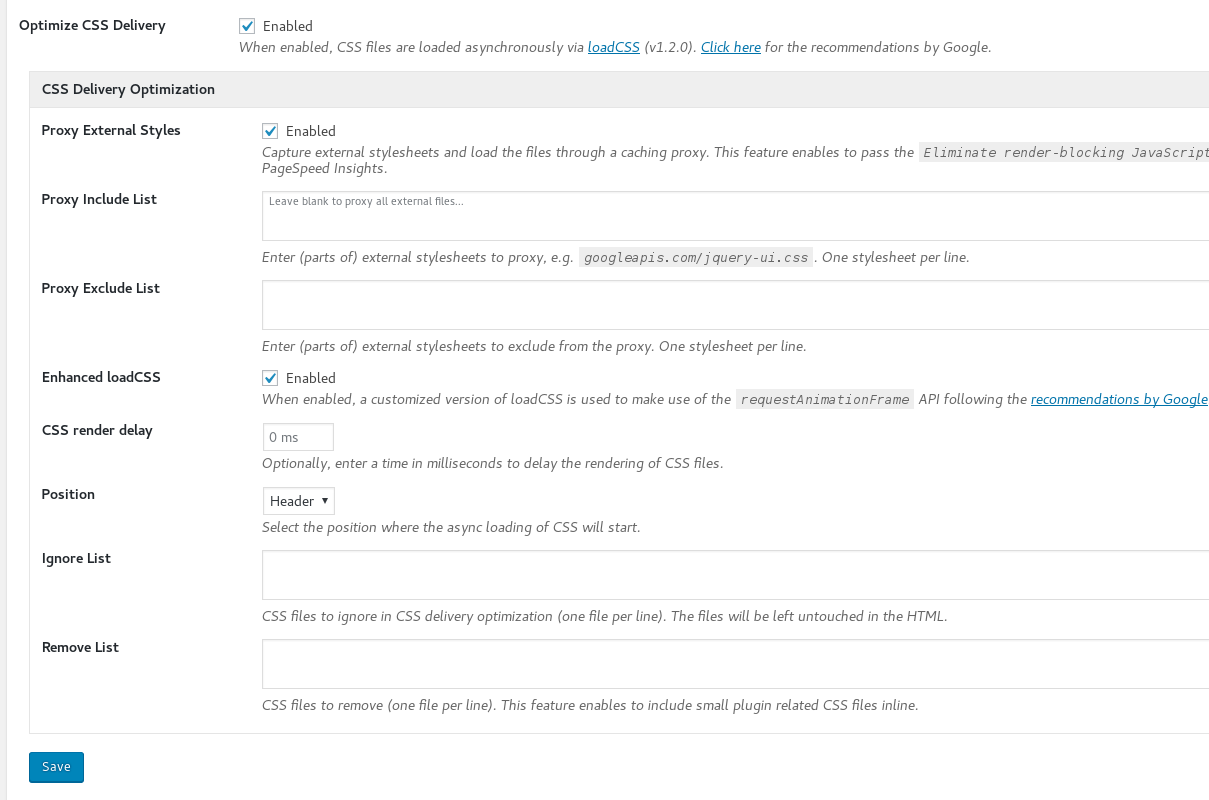 Optimize CSS Delivery
Enabled
When enabled, CSS files are loaded asynchronously via loadCSS (v1.2.0). Click here for the recommendations by Google.
CSS Delivery Optimization
Proxy External Styles
Enabled
Capture external stylesheets and load the files through a caching proxy. This feature enables to pass the Eliminate render-blocking JavaScript
PageSpeed Insights.
Proxy Include List
Leave blank to proxy all external files...
Enter (parts of) external stylesheets to proxy, e.g. googleapis.com/jquery-ui.css. One stylesheet per line.
Proxy Exclude List
Enter (parts of) external stylesheets to exclude from the proxy. One stylesheet per line.
Enhanced loadCSS
Enabled
When enabled, a customized version of loadCSS is used to make use of the requestAnimationFrame API following the recommendations by Google
CSS render delay
0 ms
Optionally, enter a time in milliseconds to delay the rendering of CSS files.
Position
Header
Select the position where the async loading of CSS will start.
Ignore List
CSS files to ignore in CSS delivery optimization (one file per line). The files will be left untouched in the HTML.
Remove List
CSS files to remove (one file per line). This feature enables to include small plugin related CSS files inline.
Save